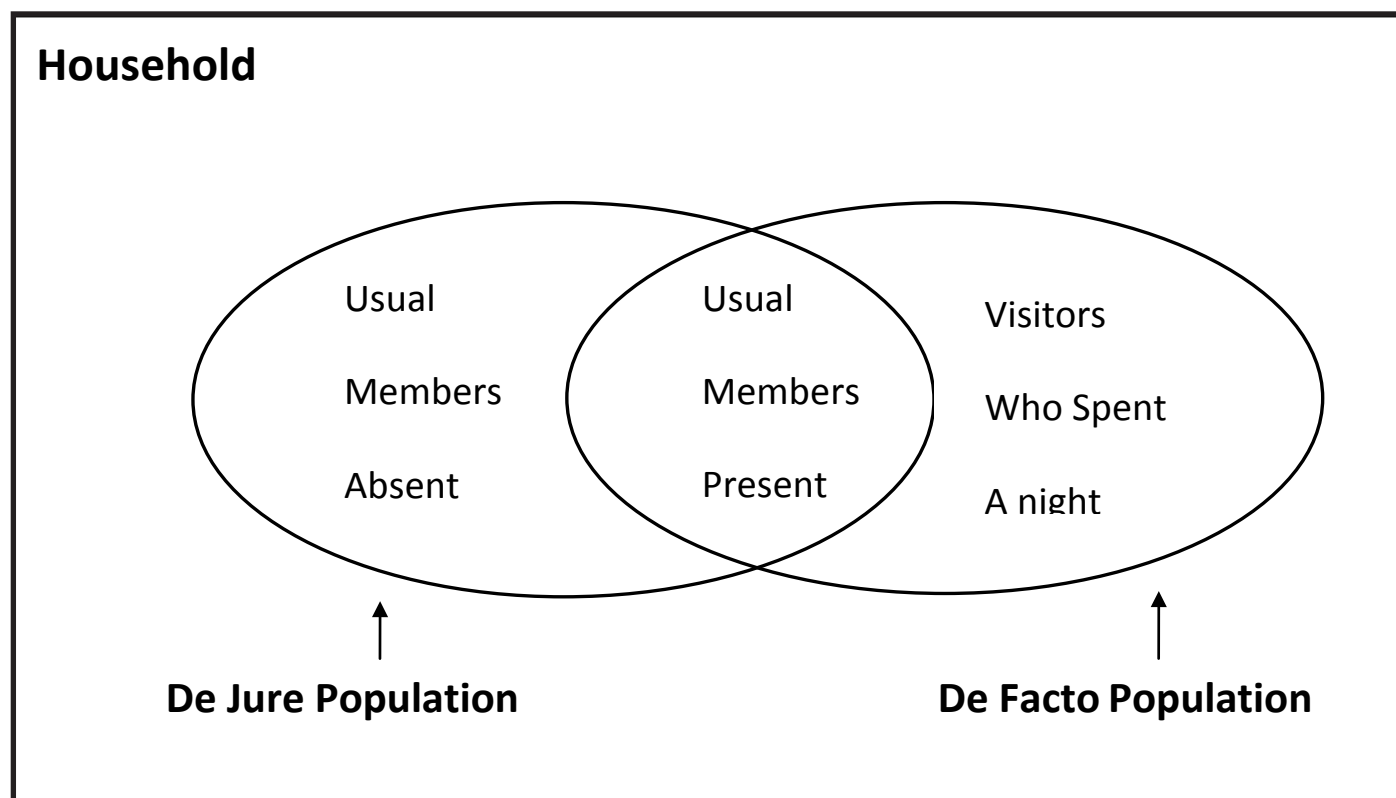 Household
Usual
Members
Absent
Usual
Members
Present
Visitors
Who Spent
A night
De Jure Population
De Facto Population